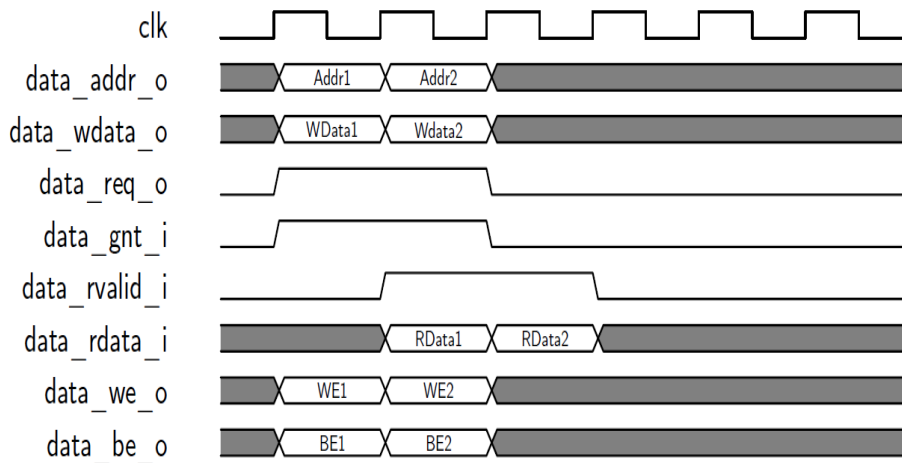 clk
data_addr_o Addr1 Addr2
data_wdata_o WData1 Wdata2
data_req_o
data_gnt_i
data_rvalid_i
data_rdata_i RData1 RData2
data_we_o WE1 WE2
data_be_o BE1 BE2